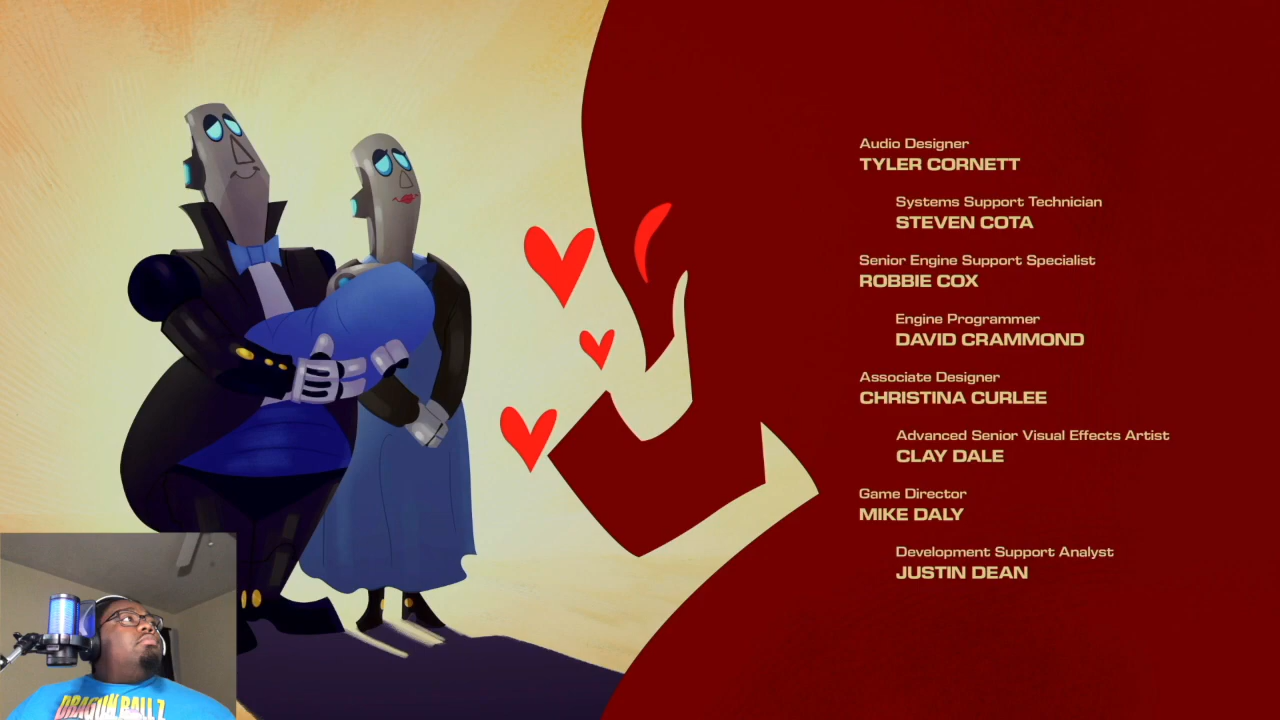 Audio Designer
TYLER CORNETT
Systems Support Technician
STEVEN COTA
Senior Engine Support Specialist
ROBBIE COX
Engine Programmer
DAVID CRAMMOND
Associate Designer
CHRISTINA CURLEE
Advanced Senior Visual Effects Artist
CLAY DALE
Game Director
MIKE DALY
Development Support Analyst
JUSTIN DEAN
DRAGON BALL Z